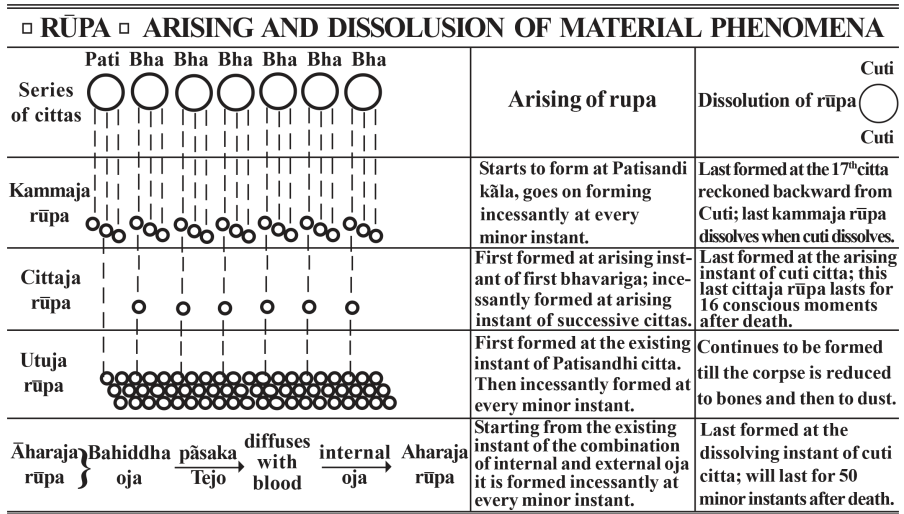 ▯ RŪPA ▯ ARISING AND DISSOLUSION OF MATERIAL PHENOMENA
Pati Bha Bha Bha Bha Bha Bha
Series
of cittas
Arising of rupa
Dissolution of rūpa
Cuti
Cuti
Kammaja
rūpa
Starts to form at Patisandi
kãla, goes on forming
incessantly at every
minor instant.
Last formed at the 17th citta
reckoned backward from
Cuti; last kammaja rūpa
dissolves when cuti dissolves.
Cittaja
rūpa
First formed at arising inst-
ant of first bhavariga; ince-
ssantly formed at arising
instant of successive cittas.
Last formed at the arising
instant of cuti citta; this
last cittaja rūpa lasts for
16 conscious moments
after death.
Utuja
rūpa
First formed at the existing
instant of Patisandhi citta.
Then incessantly formed at
every minor instant.
Continues to be formed
till the corpse is reduced
to bones and then to dust.
Āharaja
rūpa
} Bahiddha
oja
pãsaka
Tejo
diffuses
with
blood
internal
oja
Aharaja
rūpa
Starting from the existing
instant of the combination
of internal and external oja
it is formed incessantly at
every minor instant.
Last formed at the
dissolving instant of cuti
citta; will last for 50
minor instants after death.